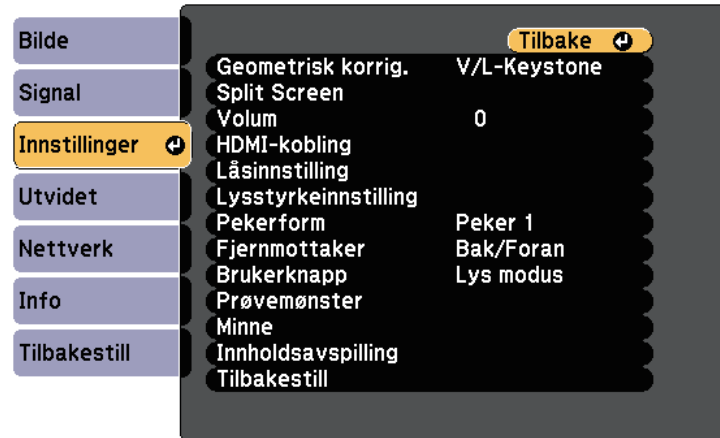 Bilde
Signal
Innstillinger
Utvidet
Nettverk
Info
Tilbakestill
Tilbake
Geometrisk korrig. V/L-Keystone
Split Screen
Volum 0
HDMI-kobling
Låsinnstilling
Lysstyrkeinnstilling
Pekerform Peker 1
Fjernmottaker Bak/Foran
Brukerknapp Lys modus
Prøvemønster
Minne
Innholdsavspilling
Tilbakestill